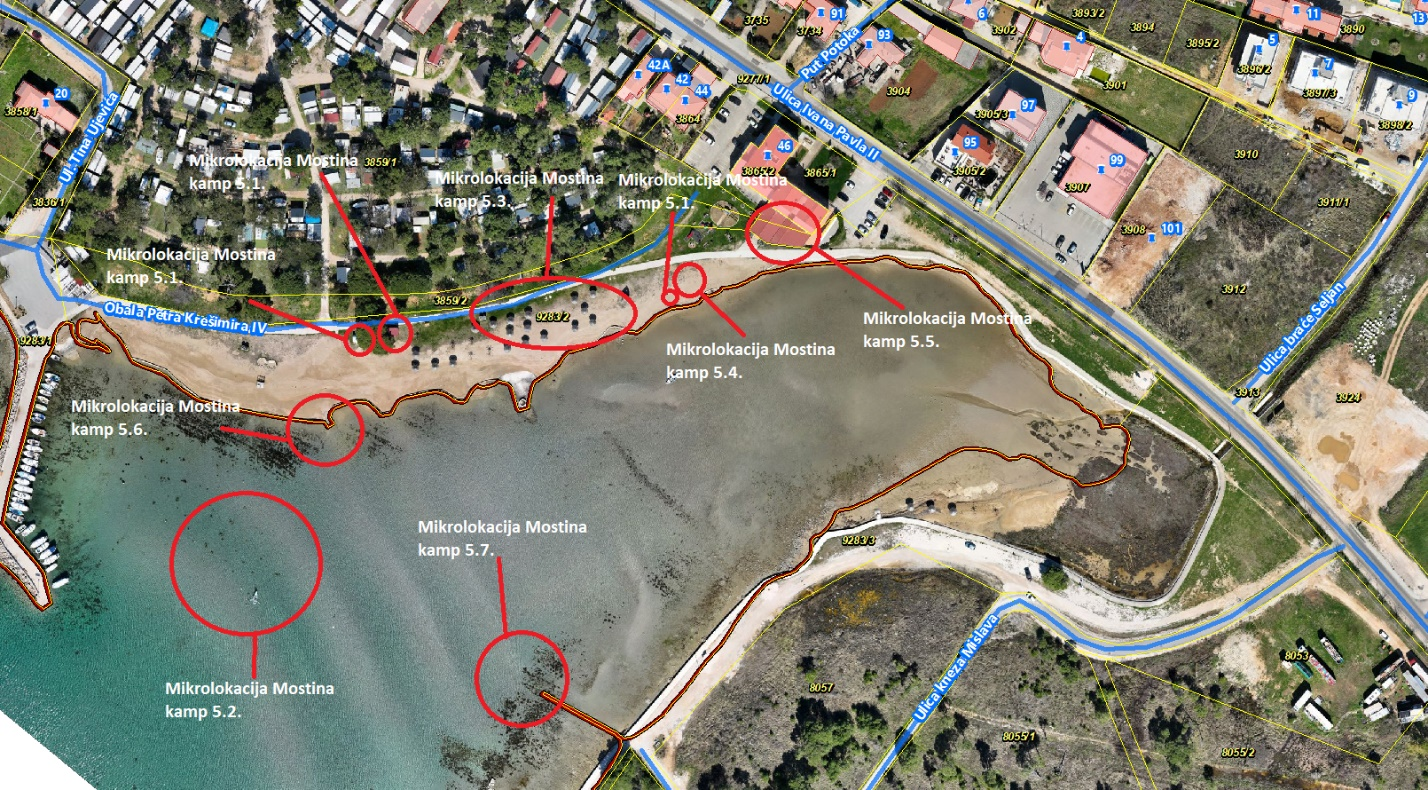 91
6
11
13
3735
3734
93
3902
4
3893/2
3894
3895/2
5
3890
3896/2
7
3897/3
9
3898/2
42A
42
44
3864
9277/1
Put Potoka
3904
3901
20
3858/1
Ul. Tina Ujevića
Ulica Ivana Pavla II
97
3905/3
95
3905/2
99
3907
3910
3911/1
46
3865/2
3865/1
Mikrolokacija Mostina
kamp 5.1.
3859/1
Mikrolokacija Mostina
kamp 5.3.
Mikrolokacija Mostina
kamp 5.1.
3836/1
3908
101
3912
Mikrolokacija Mostina
kamp 5.1.
3859/2
Obala Petra Krešimira IV
9283/2
9283/1
Mikrolokacija Mostina
kamp 5.5.
Mikrolokacija Mostina
kamp 5.4.
Ulica braće Seljan
3913
3924
Mikrolokacija Mostina
kamp 5.6.
Mikrolokacija Mostina
kamp 5.7.
9283/3
Ulica kneza Mislava
8053
8057
Mikrolokacija Mostina
kamp 5.2.
8055/1
8055/2